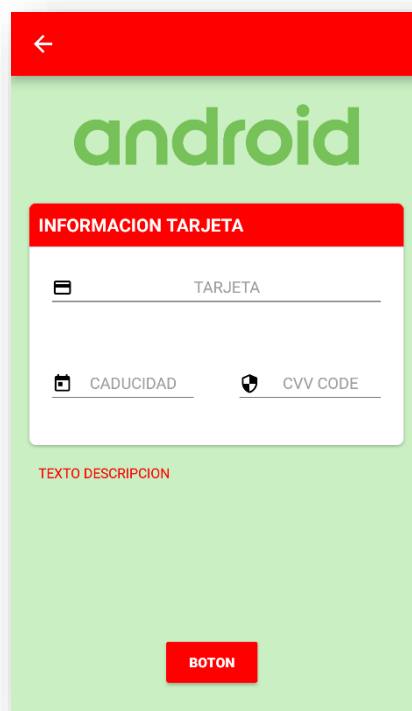 android
INFORMACION TARJETA
TARJETA
CADUCIDAD
CVV CODE
TEXTO DESCRIPCION
BOTON